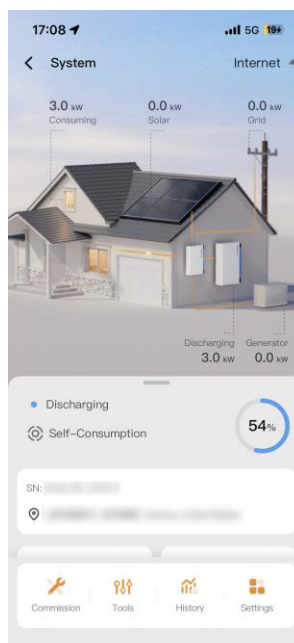 17:08 5G 19
System Internet
3.0 kW 0.0 kW 0.0 kW
Consuming Solar Grid
Discharging Generator
3.0 kW 0.0 kW
Discharging
Self-Consumption
54%
SN:
Commission Tools History Settings